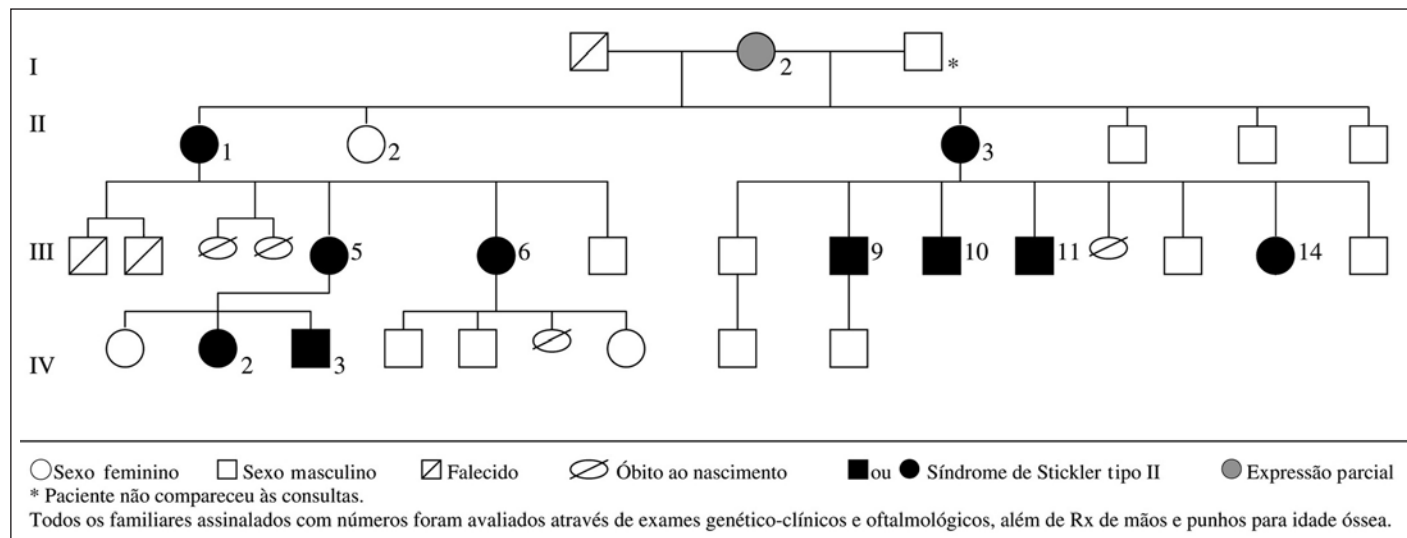 I
2
*
II
1
2
3
III
5
6
9
10
11
14
IV
2
3
Sexo feminino Sexo masculino Falecido Óbito ao nascimento ou Síndrome de Stickler tipo II Expressão parcial
* Paciente não compareceu às consultas.
Todos os familiares assinalados com números foram avaliados através de exames genético-clínicos e oftalmológicos, além de Rx de mãos e punhos para idade óssea.